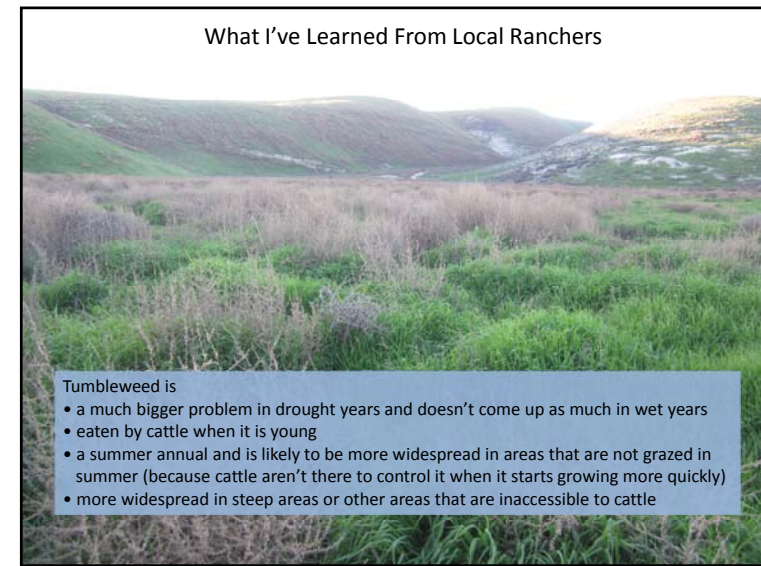 What I’ve Learned From Local Ranchers
Tumbleweed is
• a much bigger problem in drought years and doesn’t come up as much in wet years
• eaten by cattle when it is young
• a summer annual and is likely to be more widespread in areas that are not grazed in
summer (because cattle aren’t there to control it when it starts growing more quickly)
• more widespread in steep areas or other areas that are inaccessible to cattle